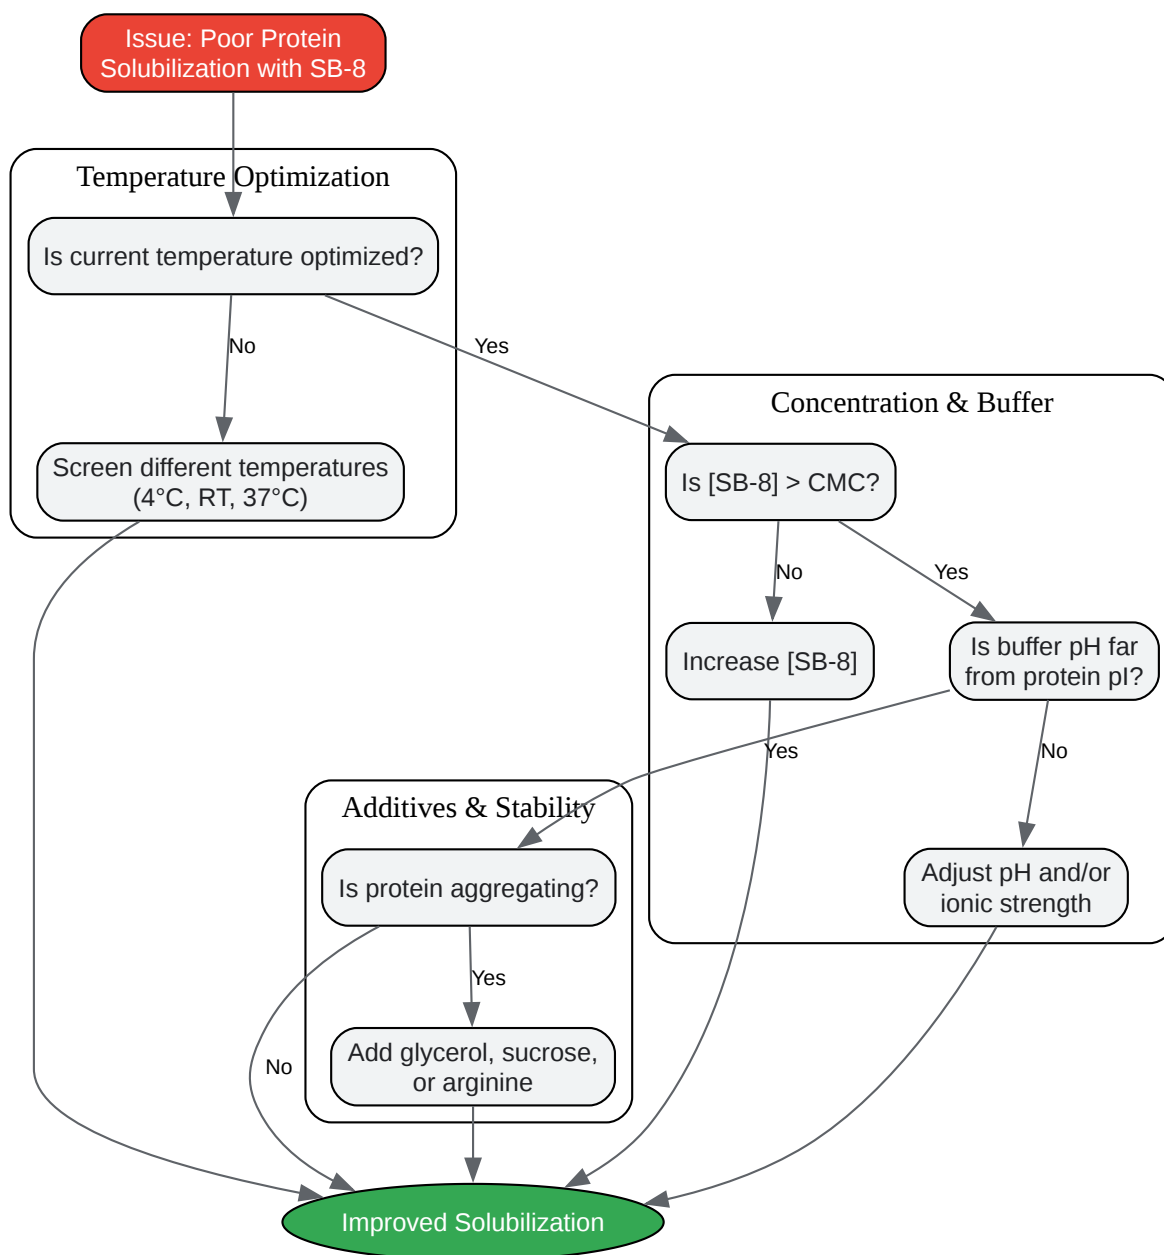 Issue: Poor Protein
Solubilization with SB-8
Temperature Optimization
Is current temperature optimized?
No
Yes
Screen different temperatures
(4°C, RT, 37°C)
Concentration & Buffer
Is [SB-8] > CMC?
No
Yes
Increase [SB-8]
Is buffer pH far
from protein pI?
Yes
No
Additives & Stability
Is protein aggregating?
Adjust pH and/or
ionic strength
Yes
No
Add glycerol, sucrose,
or arginine
Improved Solubilization